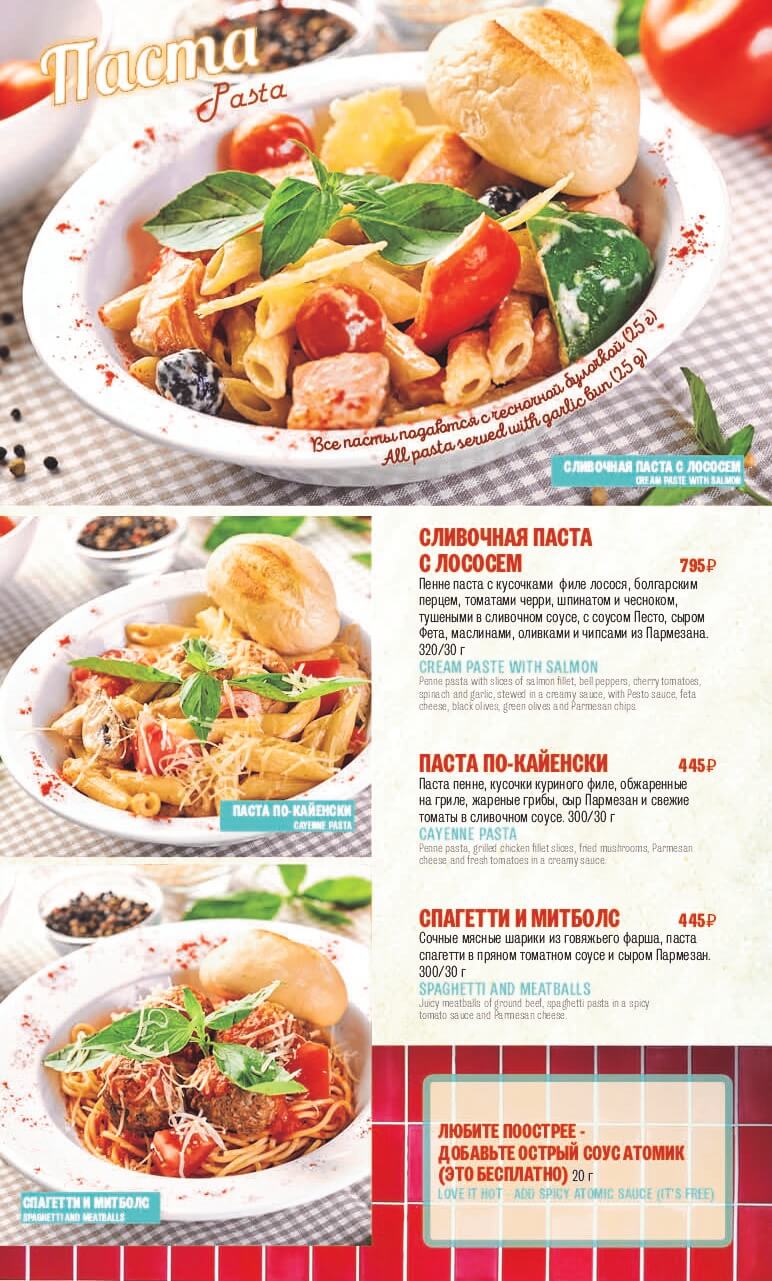 Паста
Pasta
Все пасты подаются с чесночной булочкой (25 г)
All pasta served with garlic bun (25 g)
СЛИВОЧНАЯ ПАСТА С ЛОСОСЕМ
CREAM PASTE WITH SALMON
СЛИВОЧНАЯ ПАСТА
С ЛОСОСЕМ 795₽
Пенне паста с кусочками филе лосося, болгарским
перцем, томатами черри, шпинатом и чесноком,
тушеными в сливочном соусе, с соусом Песто, сыром
Фета, маслинами, оливками и чипсами из Пармезана.
320/30 г
CREAM PASTE WITH SALMON
Penne pasta with slices of salmon fillet, bell peppers, cherry tomatoes,
spinach and garlic, stewed in a creamy sauce, with Pesto sauce, feta
cheese, black olives, green olives and Parmesan chips.
ПАСТА ПО-КАЙЕНСКИ
CAYENNE PASTA
ПАСТА ПО-КАЙЕНСКИ 445₽
Паста пенне, кусочки куриного филе, обжаренные
на гриле, жареные грибы, сыр Пармезан и свежие
томаты в сливочном соусе. 300/30 г
CAYENNE PASTA
Penne pasta, grilled chicken fillet slices, fried mushrooms, Parmesan
cheese and fresh tomatoes in a creamy sauce.
СПАГЕТТИ И МИТБОЛС 445₽
Сочные мясные шарики из говяжьего фарша, паста
спагетти в пряном томатном соусе и сыром Пармезан.
300/30 г
SPAGHETTI AND MEATBALLS
Juicy meatballs of ground beef, spaghetti pasta in a spicy
tomato sauce and Parmesan cheese.
СПАГЕТТИ И МИТБОЛС
SPAGHETTI AND MEATBALLS
ЛЮБИТЕ ПООСТРЕЕ -
ДОБАВЬТЕ ОСТРЫЙ СОУС АТОМИК
(ЭТО БЕСПЛАТНО) 20 г
LOVE IT HOT - ADD SPICY ATOMIC SAUCE (IT'S FREE)